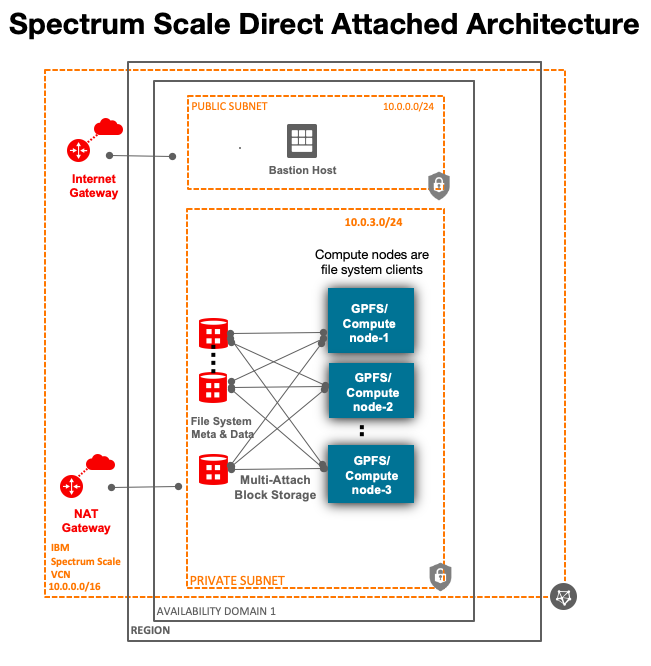 Spectrum Scale Direct Attached Architecture
PUBLIC SUBNET
10.0.0.0/24
Bastion Host
Internet
Gateway
10.0.3.0/24
Compute nodes are
file system clients
GPFS/
Compute
node-1
GPFS/
Compute
node-2
File System
Meta & Data
GPFS/
Compute
node-3
Multi-Attach
Block Storage
NAT
Gateway
IBM
Spectrum Scale
VCN
10.0.0.0/16
PRIVATE SUBNET
AVAILABILITY DOMAIN 1
REGION